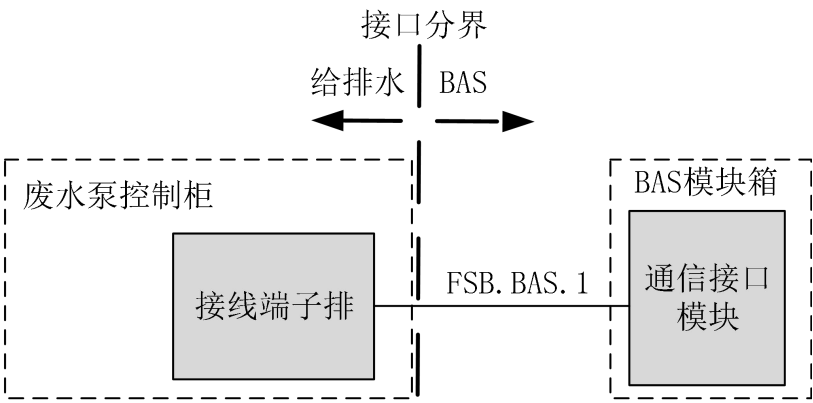 接口分界
给排水 BAS
废水泵控制柜
BAS模块箱
接线端子排
FSB.BAS.1
通信接口
模块